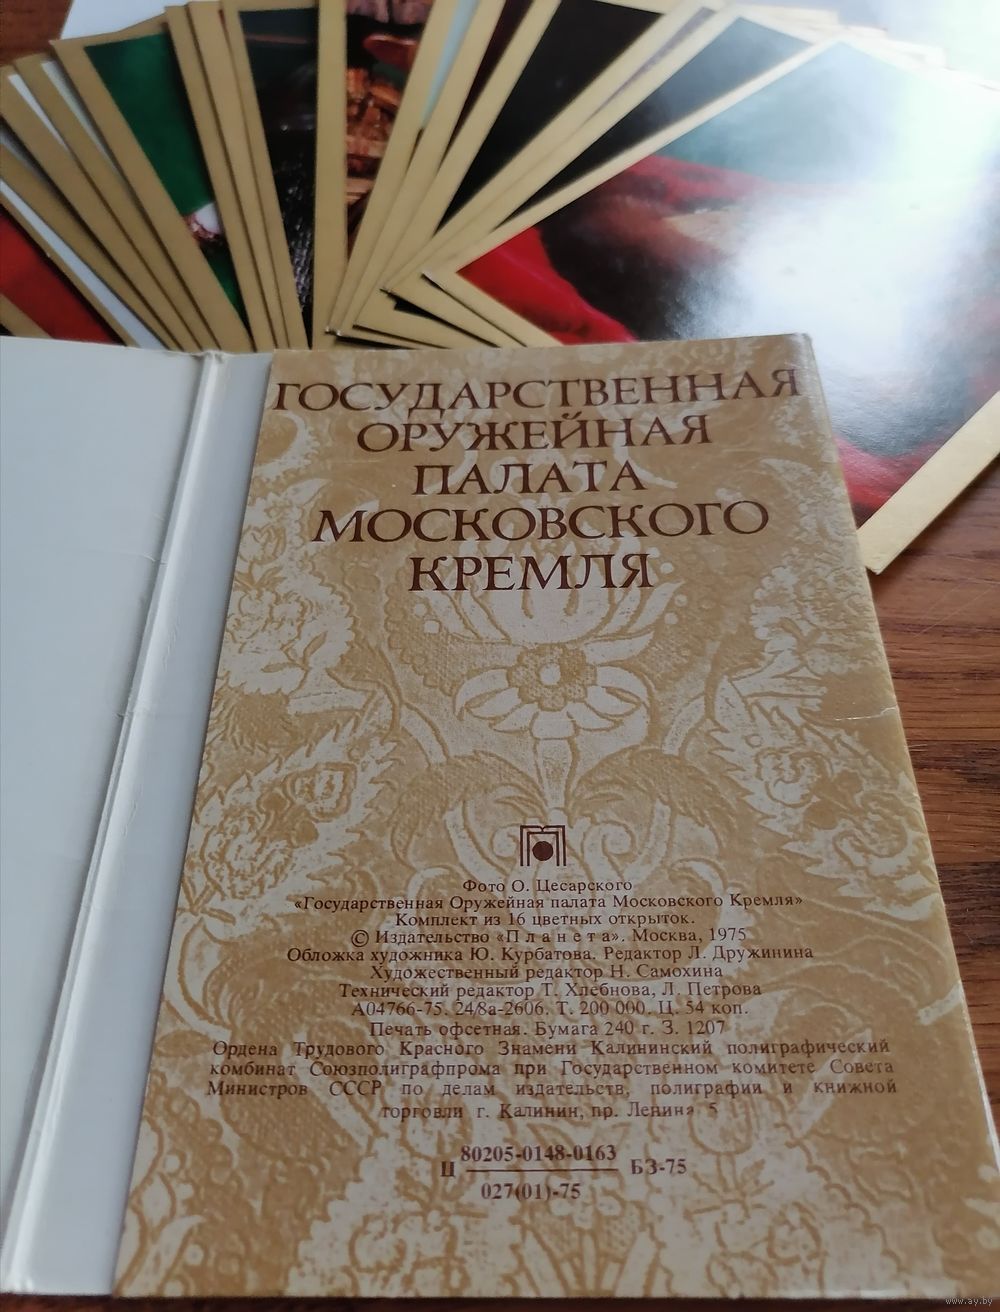 ГОСУДАРСТВЕННАЯ
ОРУЖЕЙНАЯ
ПАЛАТА
МОСКОВСКОГО
КРЕМЛЯ
Фото О. Цесарского
«Государственная Оружейная палата Московского Кремля»
Комплект из 16 цветных открыток.
© Издательство «Планета». Москва, 1975
Обложка художника Ю. Курбатова. Редактор Л. Дружинина
Художественный редактор Н. Самохина
Технический редактор Т. Хлебнова, Л. Петрова
А04766-75. 24/8а-2606. Т. 200 000. Ц. 54 коп.
Печать офсетная. Бумага 240 г. З. 1207
Ордена Трудового Красного Знамени Калининский полиграфический
комбинат Союзполиграфпрома при Государственном комитете Совета
Министров СССР по делам издательств, полиграфии и книжной
торговли г. Калинин, пр. Ленина 5
80205-0148-0163
Ц БЗ-75
027(01)-75
www.ay.by